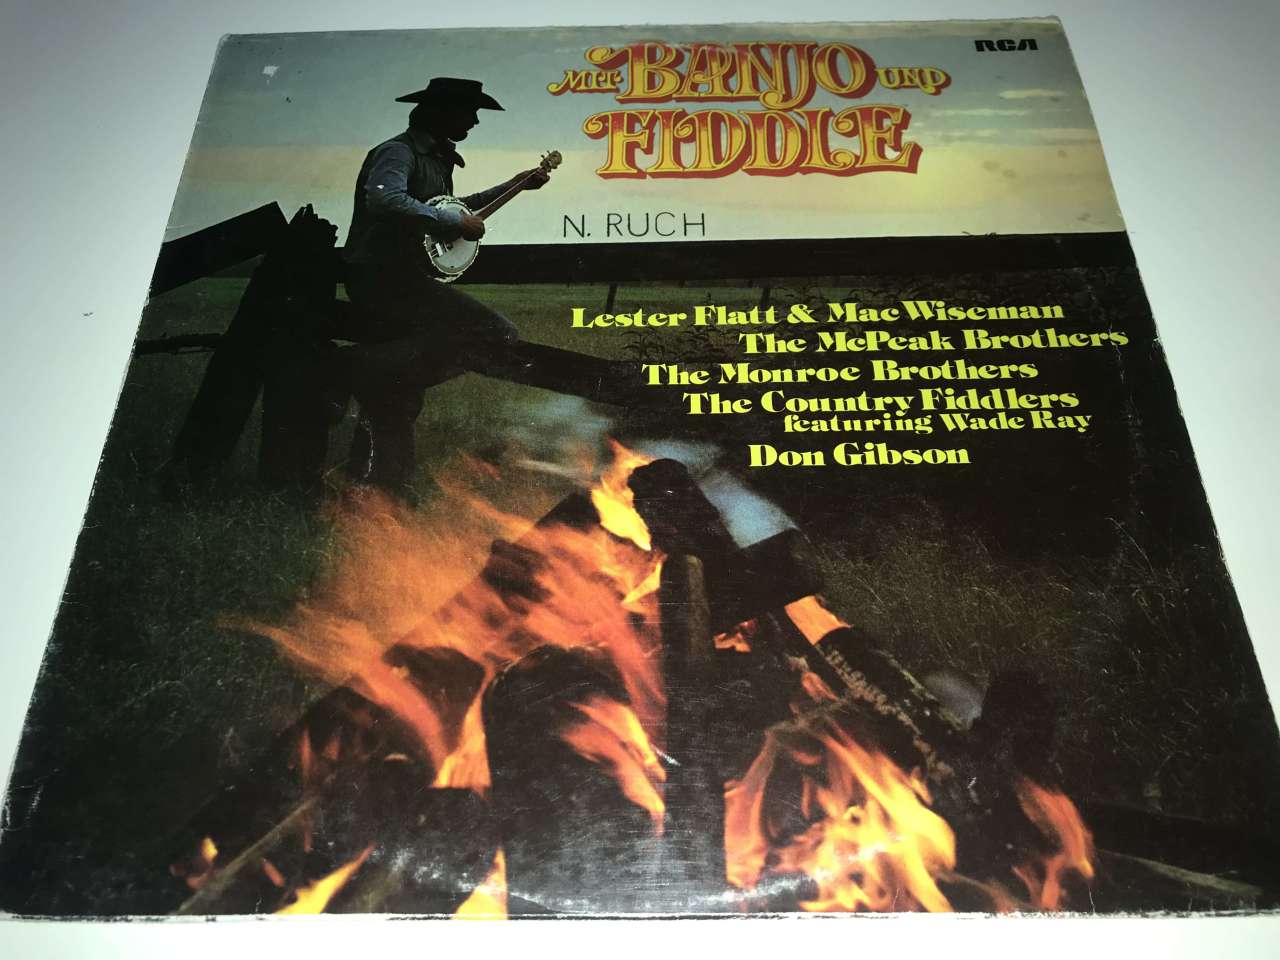 MIT BANJO UND
FIDDLE
RCA
N. RUCH
Lester Flatt & Mac Wiseman
The McPeak Brothers
The Monroe Brothers
The Country Fiddlers
featuring Wade Ray
Don Gibson